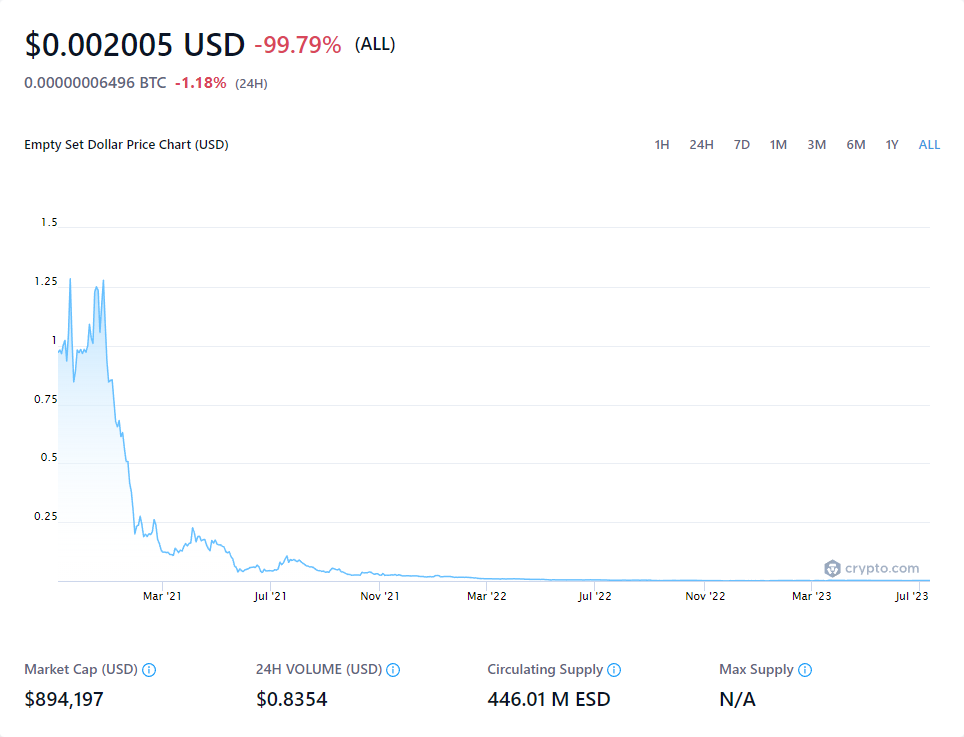 $0.002005 USD -99.79% (ALL)
0.00000006496 BTC -1.18% (24H)
Empty Set Dollar Price Chart (USD) 1H 24H 7D 1M 3M 6M 1Y ALL
1.5
1.25
1
0.75
0.5
0.25
crypto.com
Mar '21 Jul '21 Nov '21 Mar '22 Jul '22 Nov '22 Mar '23 Jul '23
Market Cap (USD) 24H VOLUME (USD) Circulating Supply Max Supply
$894,197 $0.8354 446.01 M ESD N/A